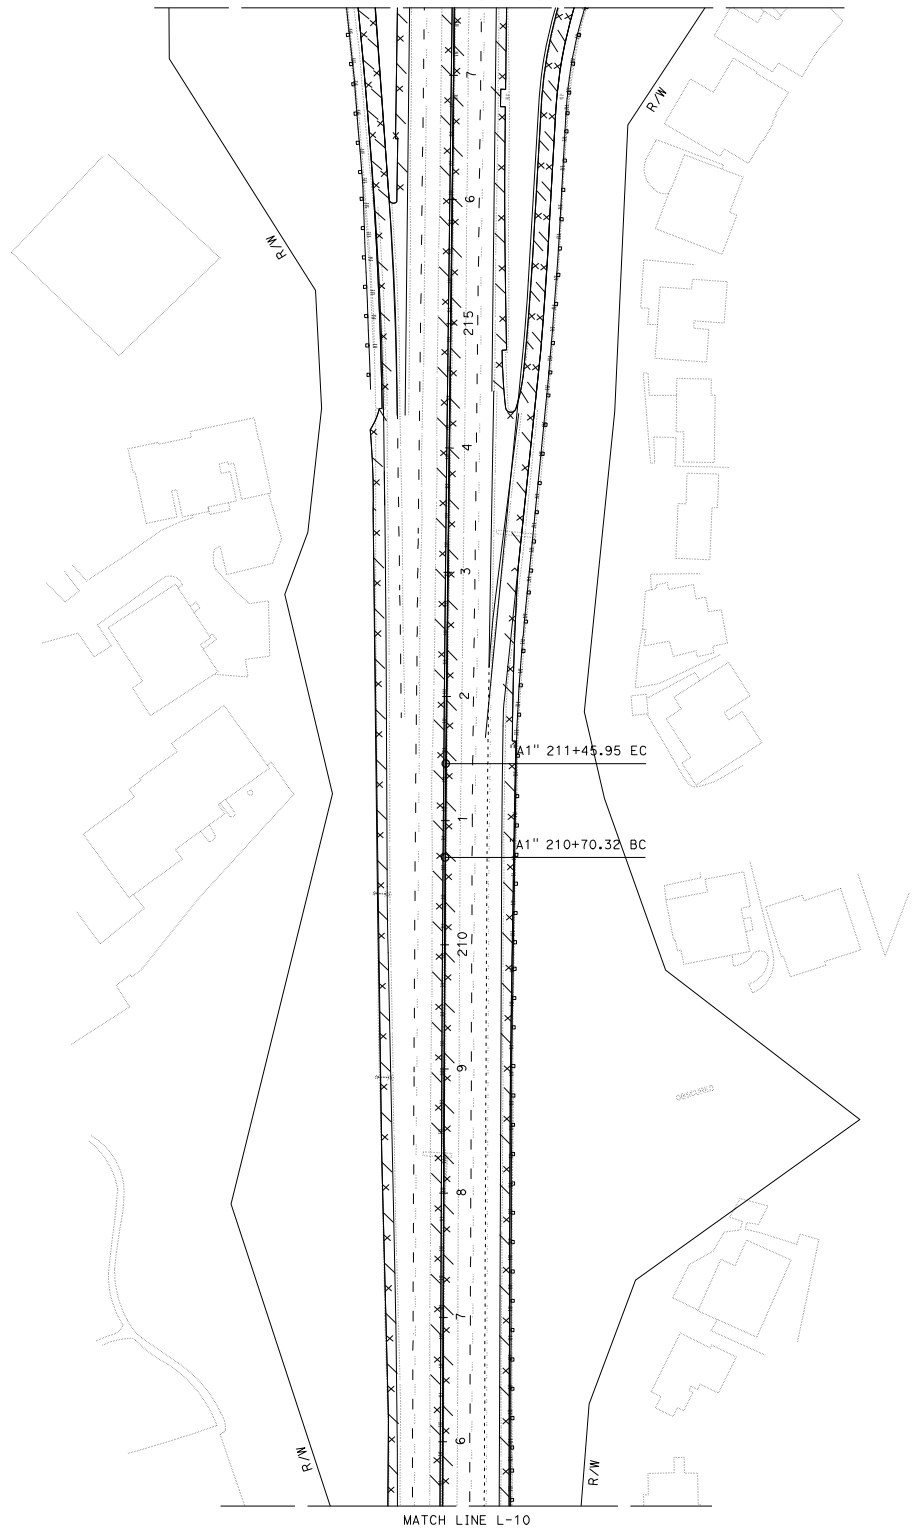 R/W
7
6
R/W
215
4
3
2
"A1" 211+45.95 EC
1
"A1" 210+70.32 BC
210
9
OBSCURED
8
7
6
R/W
R/W
MATCH LINE L-10